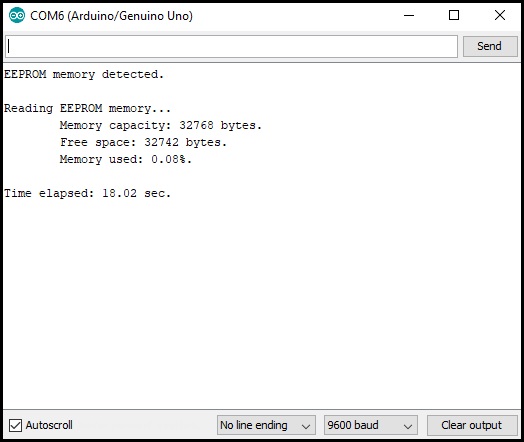 COM6 (Arduino/Genuino Uno)
Send
EEPROM memory detected.
Reading EEPROM memory...
Memory capacity: 32768 bytes.
Free space: 32742 bytes.
Memory used: 0.08%.
Time elapsed: 18.02 sec.
Autoscroll
No line ending
9600 baud
Clear output